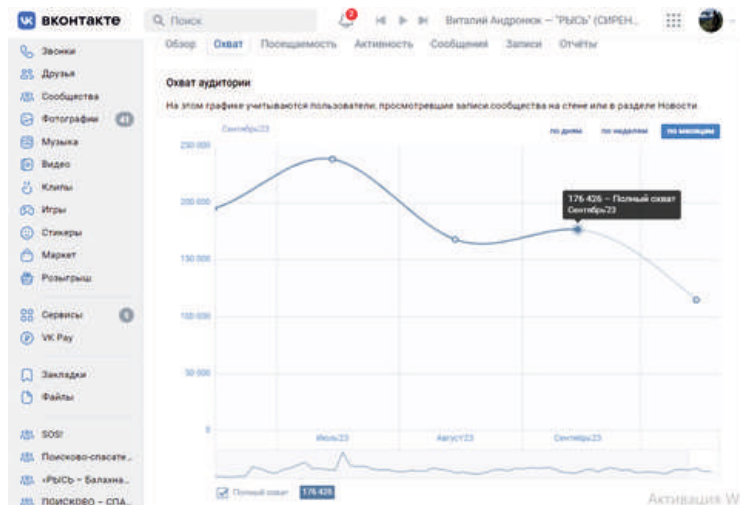 ВКОНТАКТЕ
Поиск
2
Виталий Андронюк — "РЫСЬ" (СИРЕН...
Обзор Охват Посещаемость Активность Сообщения Записи Отчёты
Звонки
Друзья
Сообщества
Фотографии 41
Музыка
Видео
Клипы
Игры
Стикеры
Маркет
Розыгрыш
Сервисы
VK Pay
Закладки
Файлы
SOS!
Поисково-спасате...
«РЫСЬ – Балахна...
ПОИСКОВО – СПА...
Охват аудитории
На этом графике учитываются пользователи, просмотревшие записи сообщества на стене или в разделе Новости.
Сентябрь'23
по дням по неделям по месяцам
250 000
200 000
150 000
100 000
50 000
0
176 426 – Полный охват
Сентябрь'23
Июль'23 Август'23 Сентябрь'23
Полный охват 176 426
Активация W